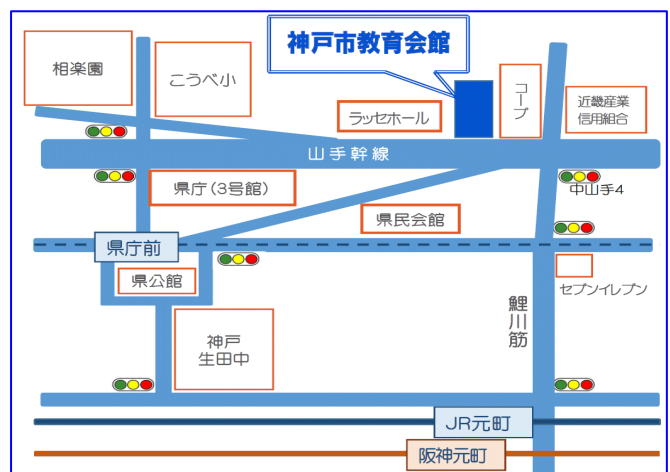 神戸市教育会館
相楽園
こうべ小
コープ
近畿産業
信用組合
ラッセホール
山手幹線
中山手4
県庁(3号館)
県民会館
県庁前
県公館
セブンイレブン
鯉川筋
神戸
生田中
JR元町
阪神元町